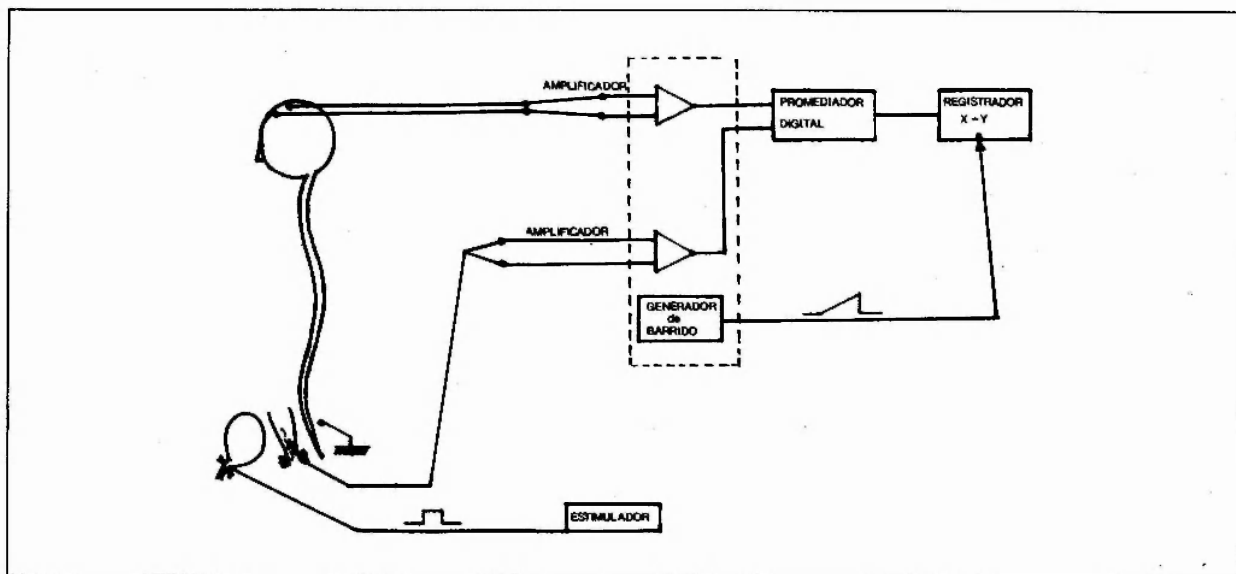 AMPLIFICADOR
PROMEDIADOR
DIGITAL
REGISTRADOR
X - Y
AMPLIFICADOR
GENERADOR
de
BARRIDO
ESTIMULADOR